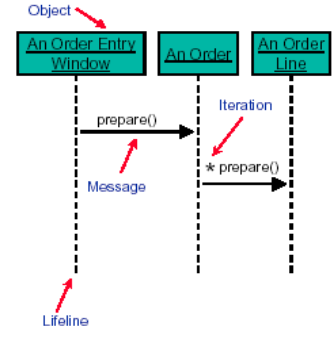 Object
An Order Entry
Window
An Order
An Order
Line
prepare()
Iteration
* prepare()
Message
Lifeline